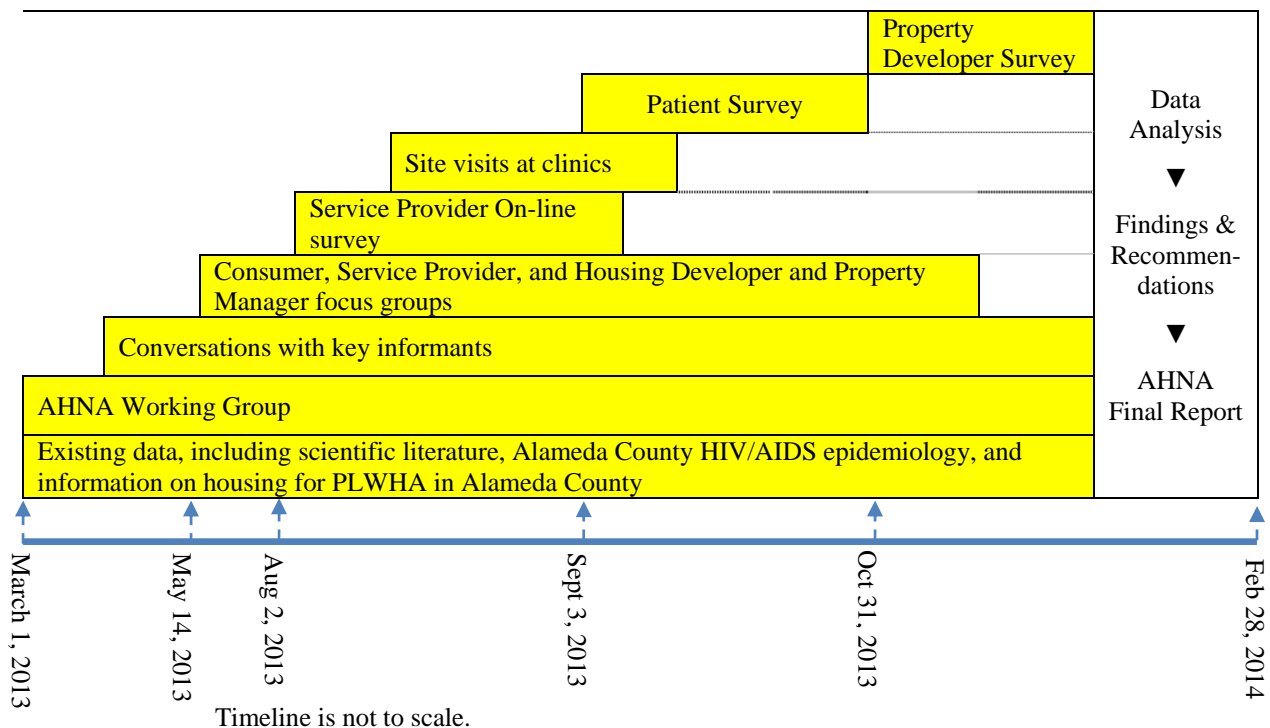 Property
Developer Survey
Patient Survey
Site visits at clinics
Service Provider On-line
survey
Consumer, Service Provider, and Housing Developer and Property
Manager focus groups
Conversations with key informants
AHNA Working Group
Existing data, including scientific literature, Alameda County HIV/AIDS epidemiology, and
information on housing for PLWHA in Alameda County
Data
Analysis
Findings &
Recommen-
dations
AHNA
Final Report
March 1, 2013
May 14, 2013
Aug 2, 2013
Sept 3, 2013
Oct 31, 2013
Feb 28, 2014
Timeline is not to scale.